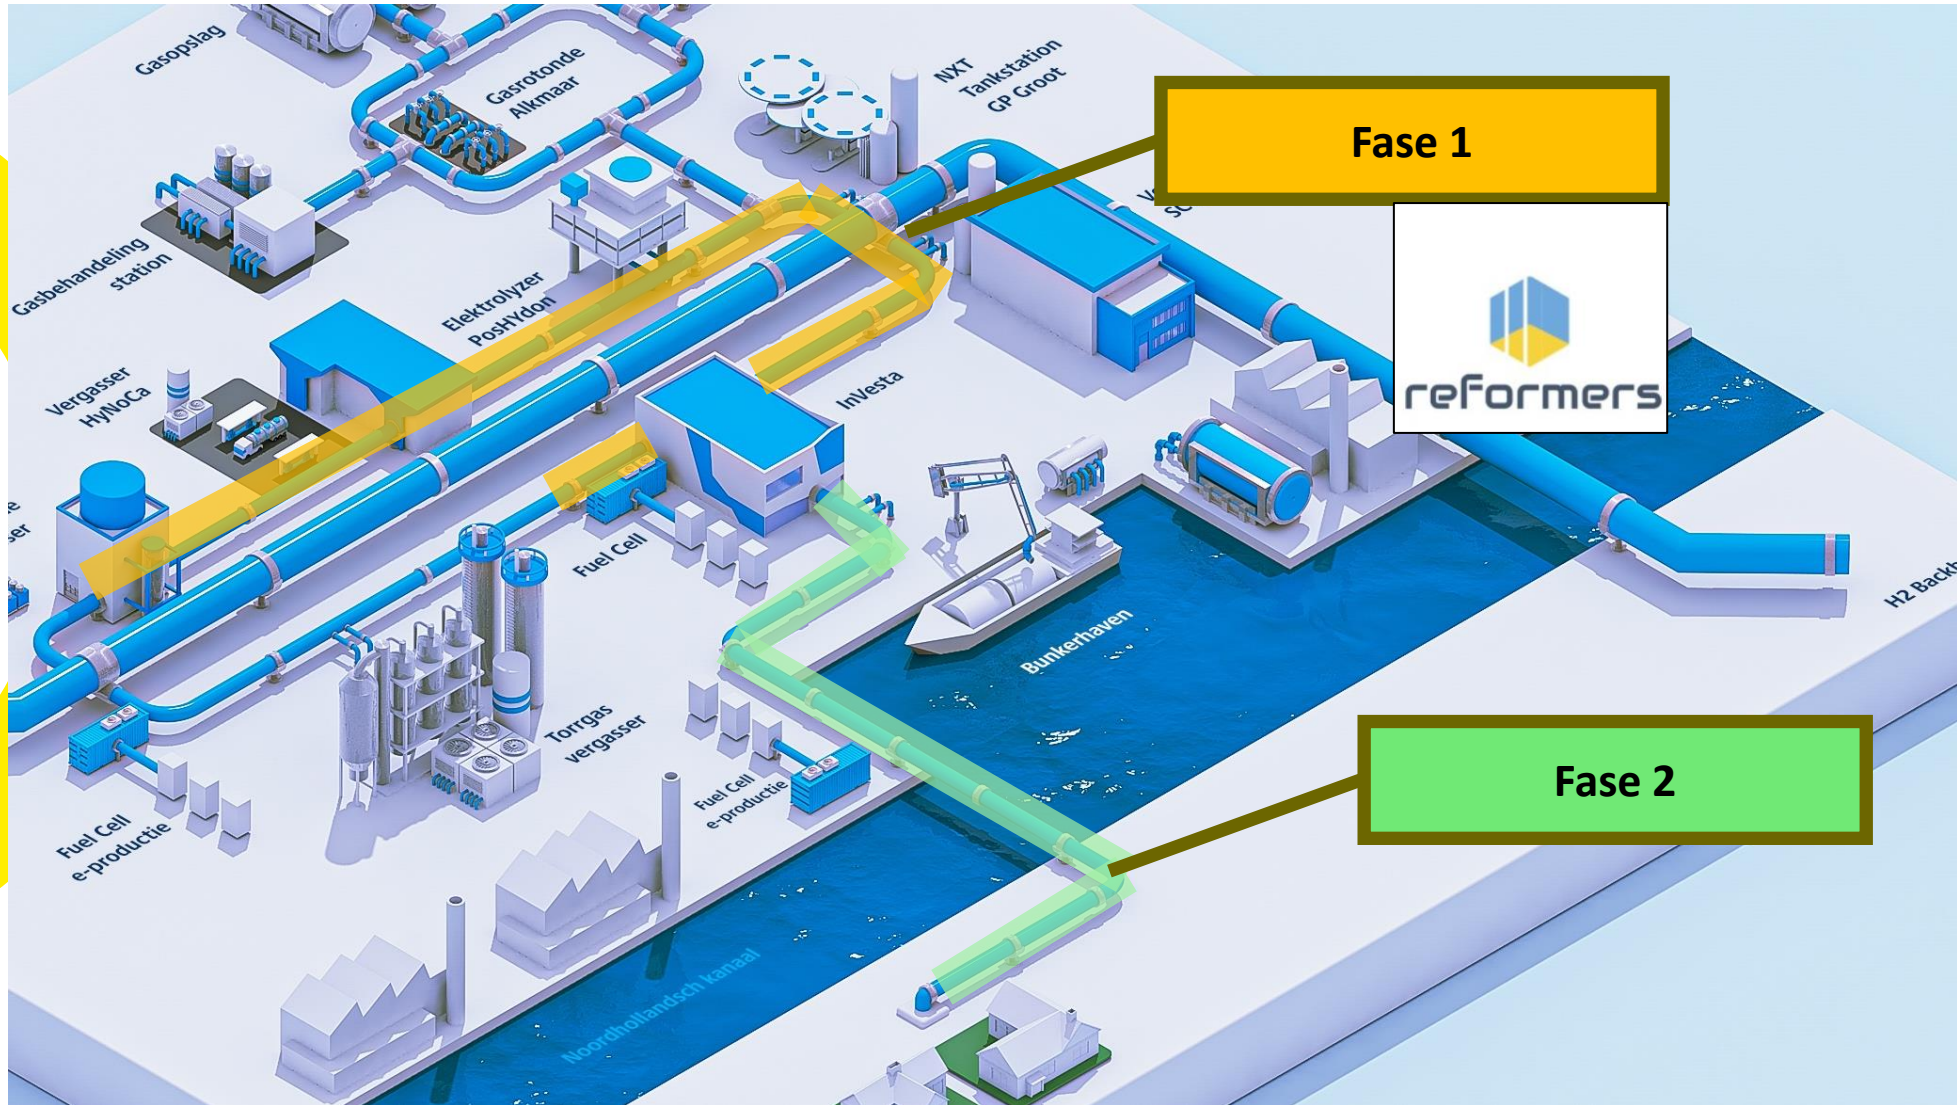 Gasopslag
Gasrotonde
Alkmaar
NXT
Tankstation
GP Groot
Fase 1
Gasbehandeling
station
Elektrolyzer
PosHYdon
reformers
Vergasser
HyNoCa
InVesta
Fuel Cell
H2 Backb
Bunkerhaven
Torrgas
vergasser
Fase 2
Fuel Cell
e-productie
Fuel Cell
e-productie
Noordhollandsch kanaal